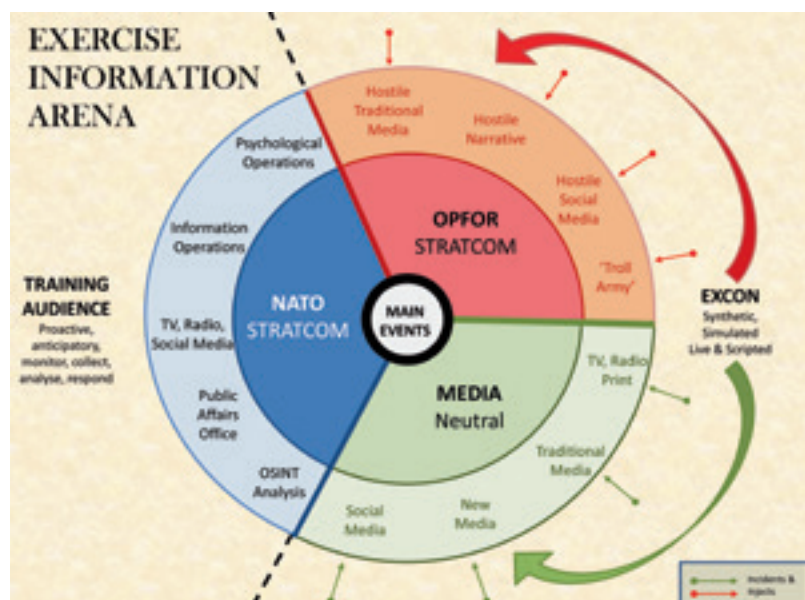 EXERCISE
INFORMATION
ARENA
Psychological
Operations
Information
Operations
TV, Radio,
Social Media
Public
Affairs
Office
OSINT
Analysis
NATO
STRATCOM
TRAINING
AUDIENCE
Proactive,
anticipatory,
monitor, collect,
analyse, respond
Hostile
Traditional
Media
Hostile
Narrative
Hostile
Social
Media
'Troll
Army'
OPFOR
STRATCOM
MAIN
EVENTS
MEDIA
Neutral
TV, Radio
Print
Traditional
Media
New
Media
Social
Media
EXCON
Synthetic,
Simulated
Live & Scripted
Incidents &
Injects